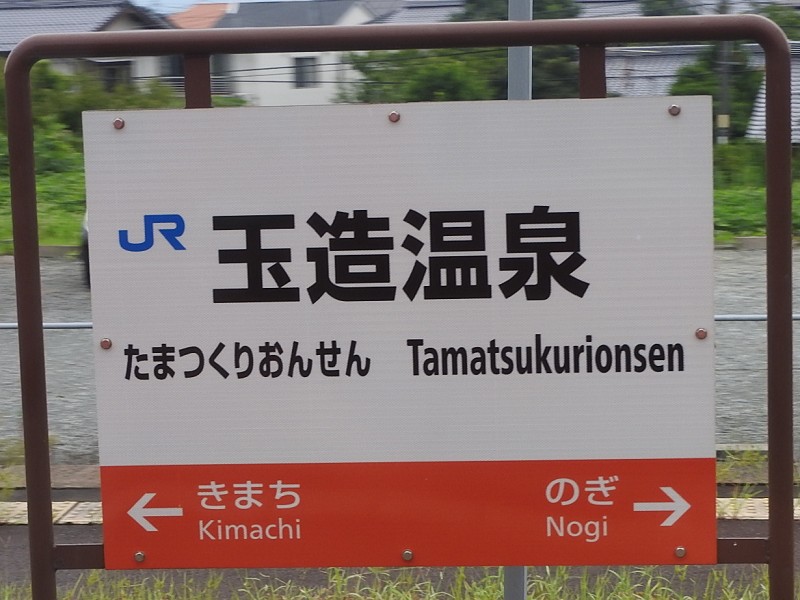 JR 玉造温泉
たまつくりおんせん Tamatsukurionsen
← きまち のぎ →
Kimachi Nogi